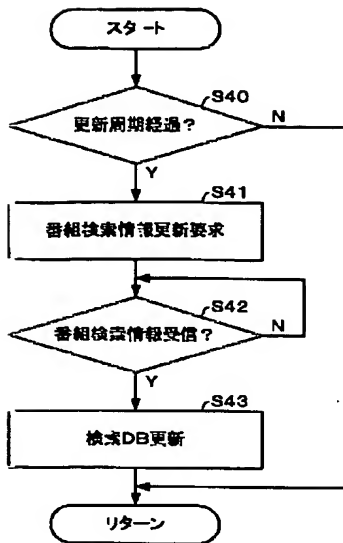 スタート
S40
更新周期経過？
N
Y
S41
番組検索情報更新要求
S42
番組検索情報受信？
N
Y
S43
検索DB更新
リターン